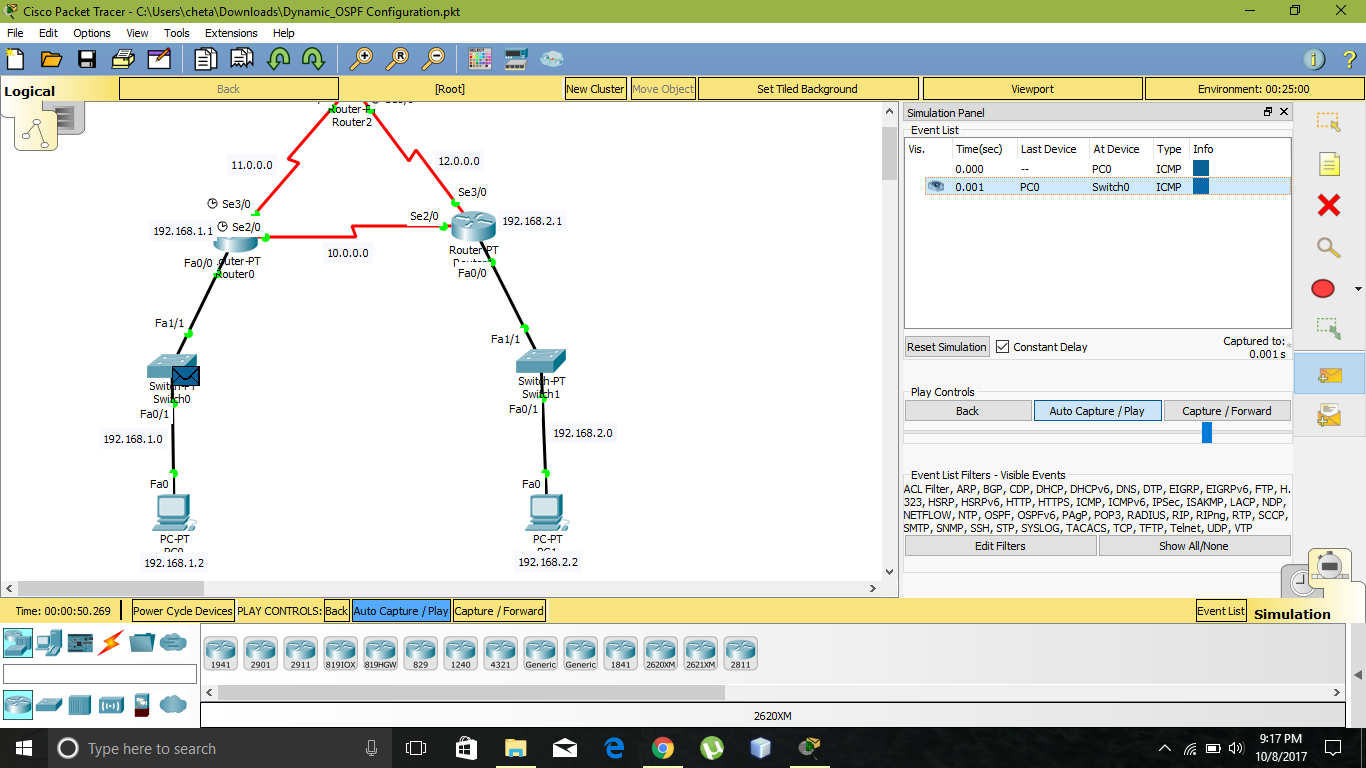 Cisco Packet Tracer - C:\Users\cheta\Downloads\Dynamic_OSPF Configuration.pkt
File Edit Options View Tools Extensions Help
Logical
Back
[Root]
New Cluster
Move Object
Set Tiled Background
Viewport
Environment: 00:25:00
Router2
11.0.0.0
12.0.0.0
Se3/0
Se3/0
192.168.1.1
Se2/0
Se2/0
192.168.2.1
10.0.0.0
Fa0/0
Router0
Router-PT
Fa0/0
Fa1/1
Fa1/1
Switch0
Switch-PT
Switch1
Fa0/1
Fa0/1
192.168.1.0
192.168.2.0
Fa0
Fa0
PC-PT
PC0
192.168.1.2
PC-PT
PC1
192.168.2.2
Simulation Panel
Event List
Vis. Time(sec) Last Device At Device Type Info
0.000 -- PC0 ICMP
0.001 PC0 Switch0 ICMP
Reset Simulation
Constant Delay
Captured to:
0.001 s
Play Controls
Back
Auto Capture / Play
Capture / Forward
Event List Filters - Visible Events
ACL Filter, ARP, BGP, CDP, DHCP, DHCPv6, DNS, DTP, EIGRP, EIGRPv6, FTP, H.
323, HSRP, HSRPv6, HTTP, HTTPS, ICMP, ICMPv6, IPSec, ISAKMP, LACP, NDP,
NETFLOW, NTP, OSPF, OSPFv6, PAgP, POP3, RADIUS, RIP, RIPng, RTP, SCCP,
SMTP, SNMP, SSH, STP, SYSLOG, TACACS, TCP, TFTP, Telnet, UDP, VTP
Edit Filters
Show All/None
Time: 00:00:50.269
Power Cycle Devices
PLAY CONTROLS:
Back
Auto Capture / Play
Capture / Forward
Event List
Simulation
1941 2901 2911 819IOX 819HGW 829 1240 4321 Generic Generic 1841 2620XM 2621XM 2811
2620XM
Type here to search
9:17 PM
10/8/2017